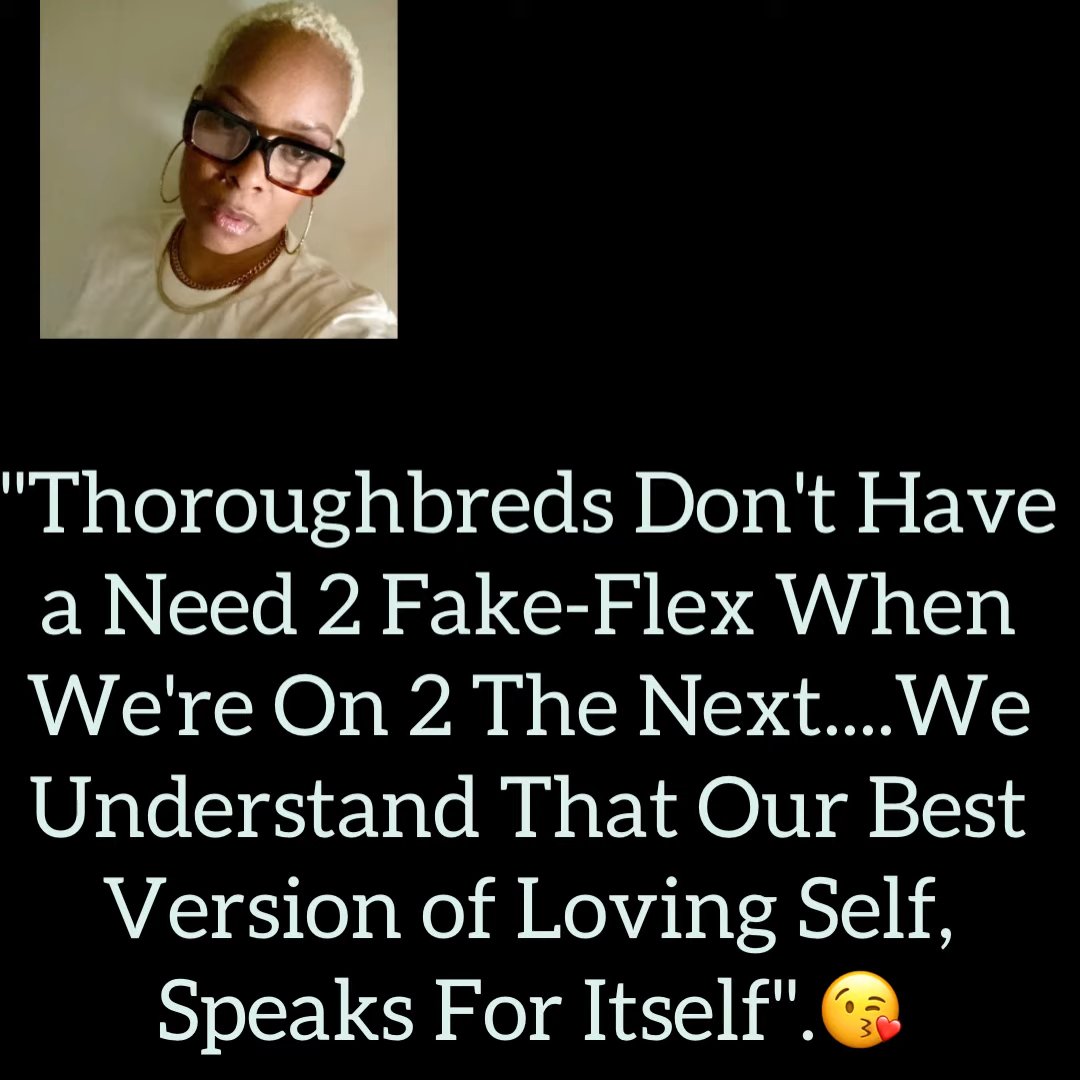 "Thoroughbreds Don't Have
a Need 2 Fake-Flex When
We're On 2 The Next....We
Understand That Our Best
Version of Loving Self,
Speaks For Itself".😘